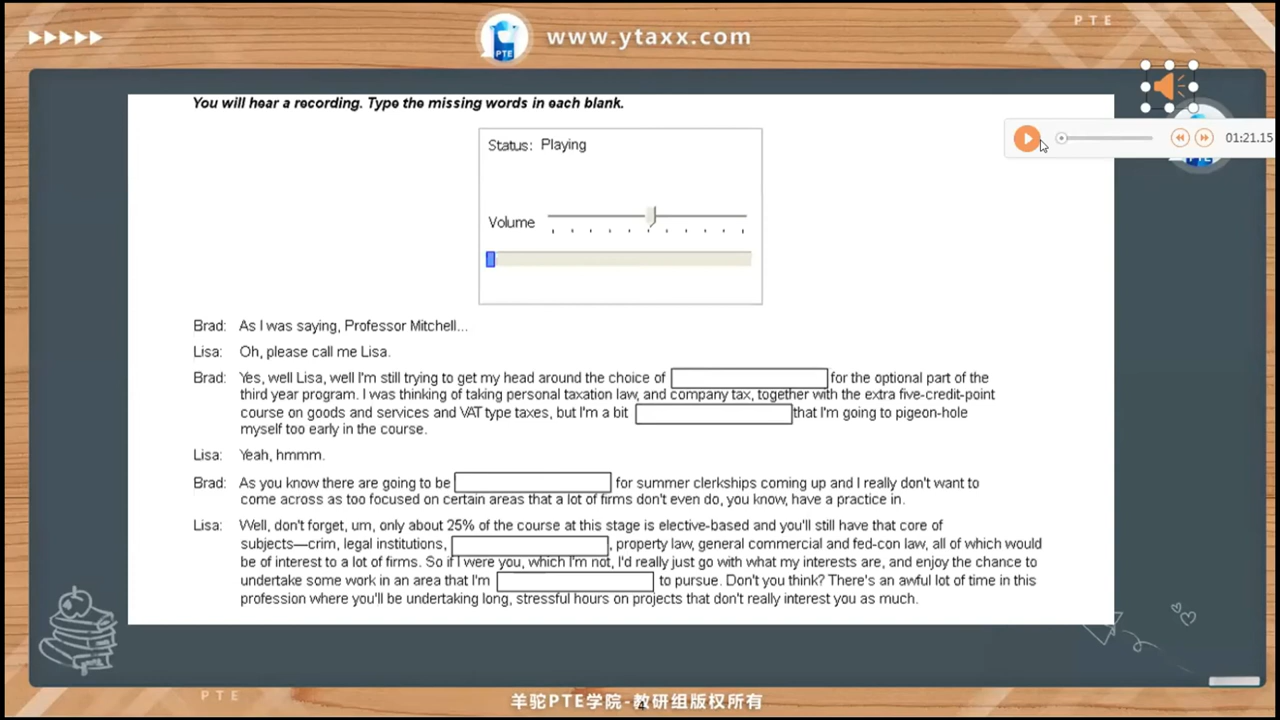 PTE
www.ytaxx.com
PTE
You will hear a recording. Type the missing words in each blank.
01:21.15
Status: Playing
Volume
Brad: As I was saying, Professor Mitchell...
Lisa: Oh, please call me Lisa.
Brad: Yes, well Lisa, well I'm still trying to get my head around the choice of for the optional part of the
third year program. I was thinking of taking personal taxation law, and company tax, together with the extra five-credit-point
course on goods and services and VAT type taxes, but I'm a bit that I'm going to pigeon-hole
myself too early in the course.
Lisa: Yeah, hmmm.
Brad: As you know there are going to be for summer clerkships coming up and I really don't want to
come across as too focused on certain areas that a lot of firms don't even do, you know, have a practice in.
Lisa: Well, don't forget, um, only about 25% of the course at this stage is elective-based and you'll still have that core of
subjects—crim, legal institutions, , property law, general commercial and fed-con law, all of which would
be of interest to a lot of firms. So if I were you, which I'm not, I'd really just go with what my interests are, and enjoy the chance to
undertake some work in an area that I'm to pursue. Don't you think? There's an awful lot of time in this
profession where you'll be undertaking long, stressful hours on projects that don't really interest you as much.
PTE
羊驼PTE学院-教研组版权所有